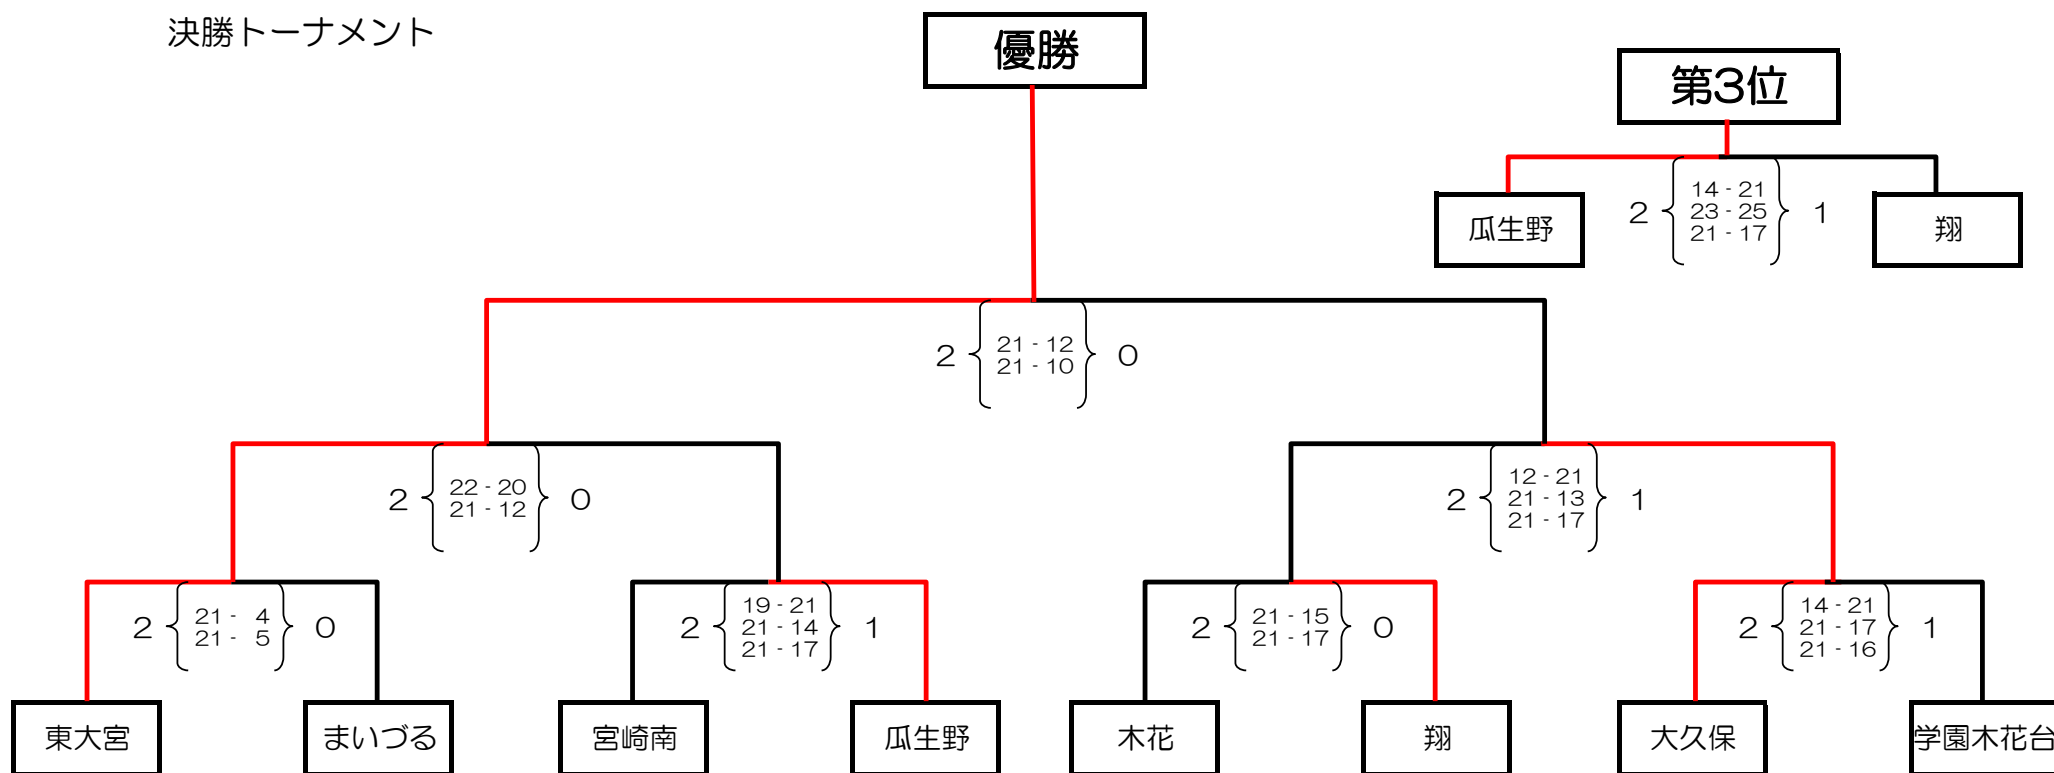 決勝トーナメント
優勝
第3位
瓜生野
2
14 - 21
23 - 25
21 - 17
1
翔
2
21 - 12
21 - 10
0
2
22 - 20
21 - 12
0
2
12 - 21
21 - 13
21 - 17
1
2
21 - 4
21 - 5
0
2
19 - 21
21 - 14
21 - 17
1
2
21 - 15
21 - 17
0
2
14 - 21
21 - 17
21 - 16
1
東大宮
まいづる
宮崎南
瓜生野
木花
翔
大久保
学園木花台